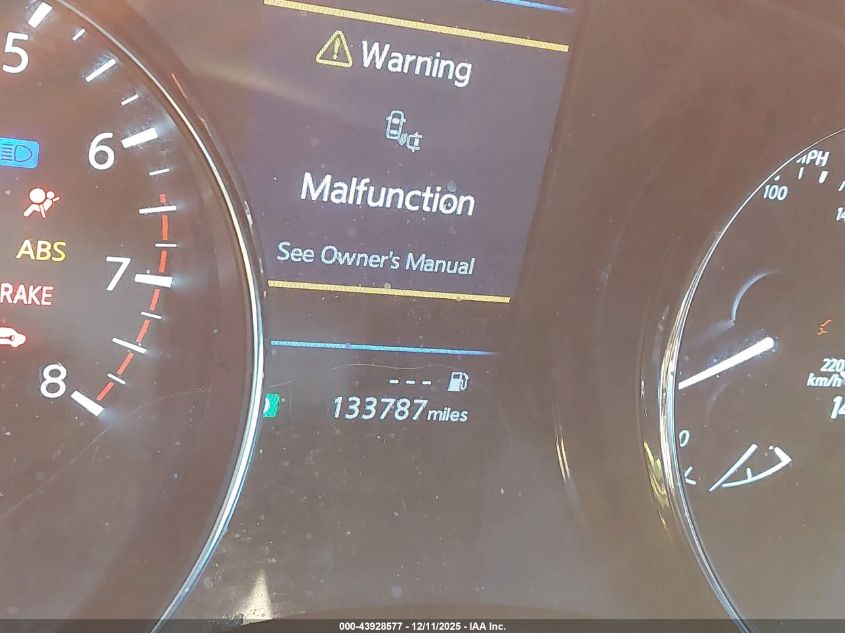 5
6
7
8
ABS
RAKE
Warning
Malfunction
See Owner's Manual
---
133787 miles
MPH
100
220
km/h
0
000-43928577 - 12/11/2025 - IAA Inc.